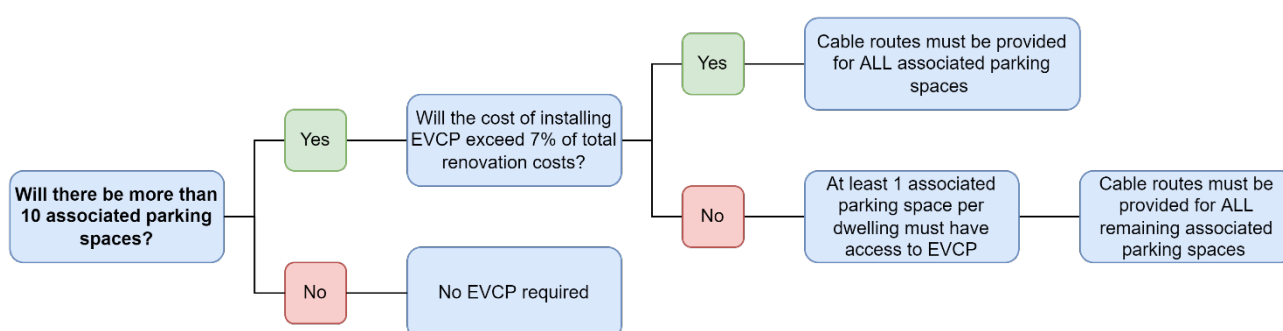 Will there be more than
10 associated parking
spaces?
Yes
Will the cost of installing
EVCP exceed 7% of total
renovation costs?
Yes
Cable routes must be provided
for ALL associated parking
spaces
No
At least 1 associated
parking space per
dwelling must have
access to EVCP
Cable routes must be
provided for ALL
remaining associated
parking spaces
No
No EVCP required